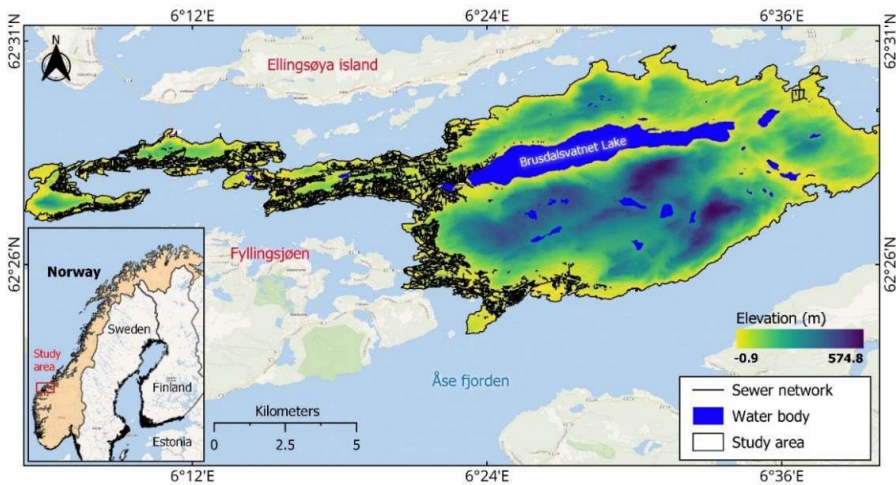 6°12'E
6°24'E
6°36'E
62°31'N
62°31'N
N
Ellingsøya island
Brusdalsvatnet Lake
62°26'N
62°26'N
Fyllingsjøen
Norway
Sweden
Study
area
Finland
Estonia
Åse fjorden
Kilometers
0
2.5
5
Elevation (m)
-0.9
574.8
Sewer network
Water body
Study area
6°12'E
6°24'E
6°36'E